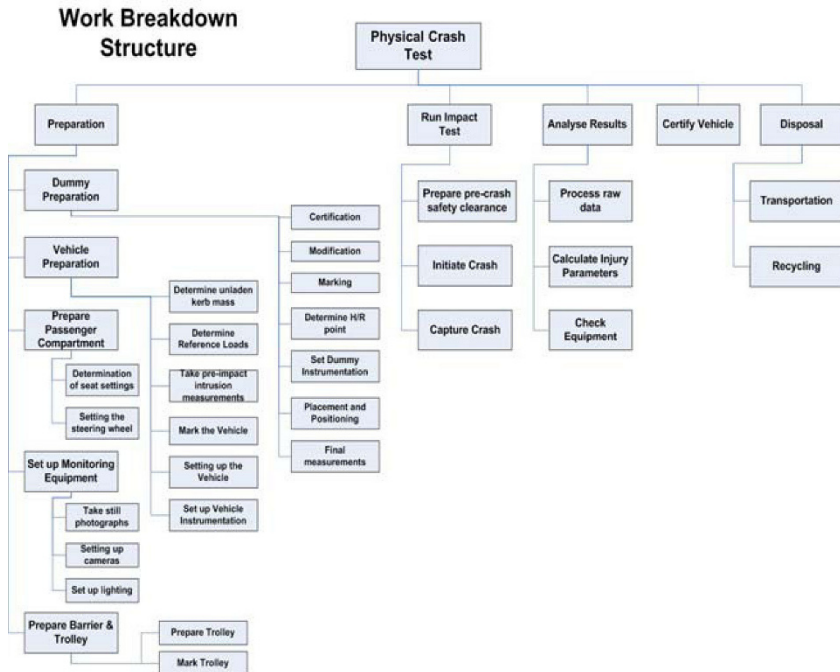 Work Breakdown
Structure
Physical Crash
Test
Preparation
Run Impact
Test
Analyse Results
Certify Vehicle
Disposal
Dummy
Preparation
Vehicle
Preparation
Prepare
Passenger
Compartment
Determination
of seat settings
Setting the
steering wheel
Set up Monitoring
Equipment
Take still
photographs
Setting up
cameras
Set up lighting
Prepare Barrier &
Trolley
Prepare Trolley
Mark Trolley
Determine unladen
kerb mass
Determine
Reference Loads
Take pre-impact
intrusion
measurements
Mark the Vehicle
Setting up the
Vehicle
Set up Vehicle
Instrumentation
Certification
Modification
Marking
Determine H/R
point
Set Dummy
Instrumentation
Placement and
Positioning
Final
measurements
Prepare pre-crash
safety clearance
Initiate Crash
Capture Crash
Process raw
data
Calculate Injury
Parameters
Check
Equipment
Transportation
Recycling